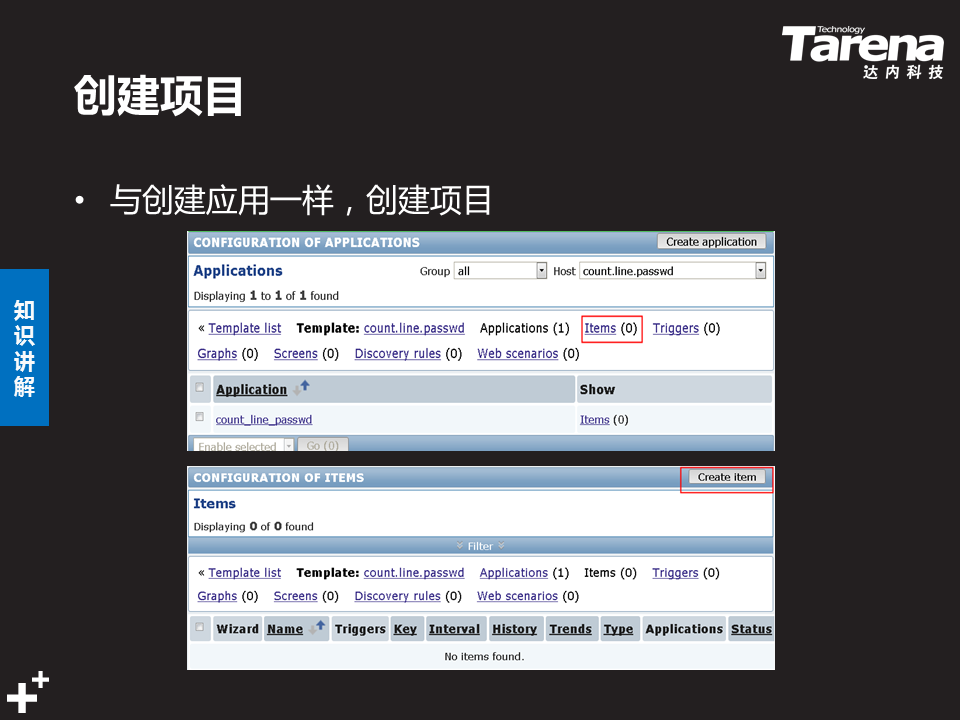 Technology
Tarena
达内科技
创建项目
• 与创建应用一样，创建项目
知识讲解
CONFIGURATION OF APPLICATIONS Create application
Applications Group all Host count.line.passwd
Displaying 1 to 1 of 1 found
« Template list Template: count.line.passwd Applications (1) Items (0) Triggers (0)
Graphs (0) Screens (0) Discovery rules (0) Web scenarios (0)
Application Show
count_line_passwd Items (0)
Enable selected Go (0)
CONFIGURATION OF ITEMS Create item
Items
Displaying 0 of 0 found
Filter
« Template list Template: count.line.passwd Applications (1) Items (0) Triggers (0)
Graphs (0) Screens (0) Discovery rules (0) Web scenarios (0)
Wizard Name Triggers Key Interval History Trends Type Applications Status
No items found.